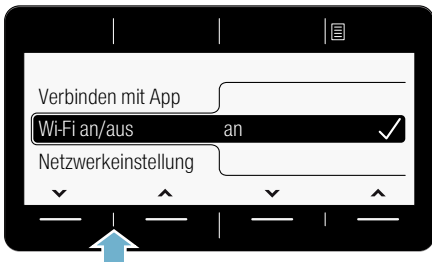 Verbinden mit App
Wi-Fi an/aus an
Netzwerkeinstellung